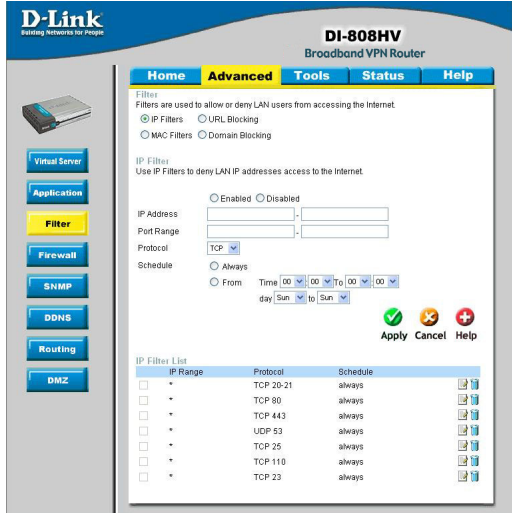 D-Link
Building Networks for People
DI-808HV
Broadband VPN Router
Home Advanced Tools Status Help
Filter
Filters are used to allow or deny LAN users from accessing the Internet.
IP Filters URL Blocking
MAC Filters Domain Blocking
Virtual Server
Application
Filter
Firewall
SNMP
DDNS
Routing
DMZ
IP Filter
Use IP Filters to deny LAN IP addresses access to the Internet.
Enabled Disabled
IP Address -
Port Range -
Protocol TCP
Schedule Always
From Time 00 : 00 To 00 : 00
day Sun to Sun
Apply Cancel Help
IP Filter List
IP Range Protocol Schedule
* TCP 20-21 always
* TCP 80 always
* TCP 443 always
* UDP 53 always
* TCP 25 always
* TCP 110 always
* TCP 23 always